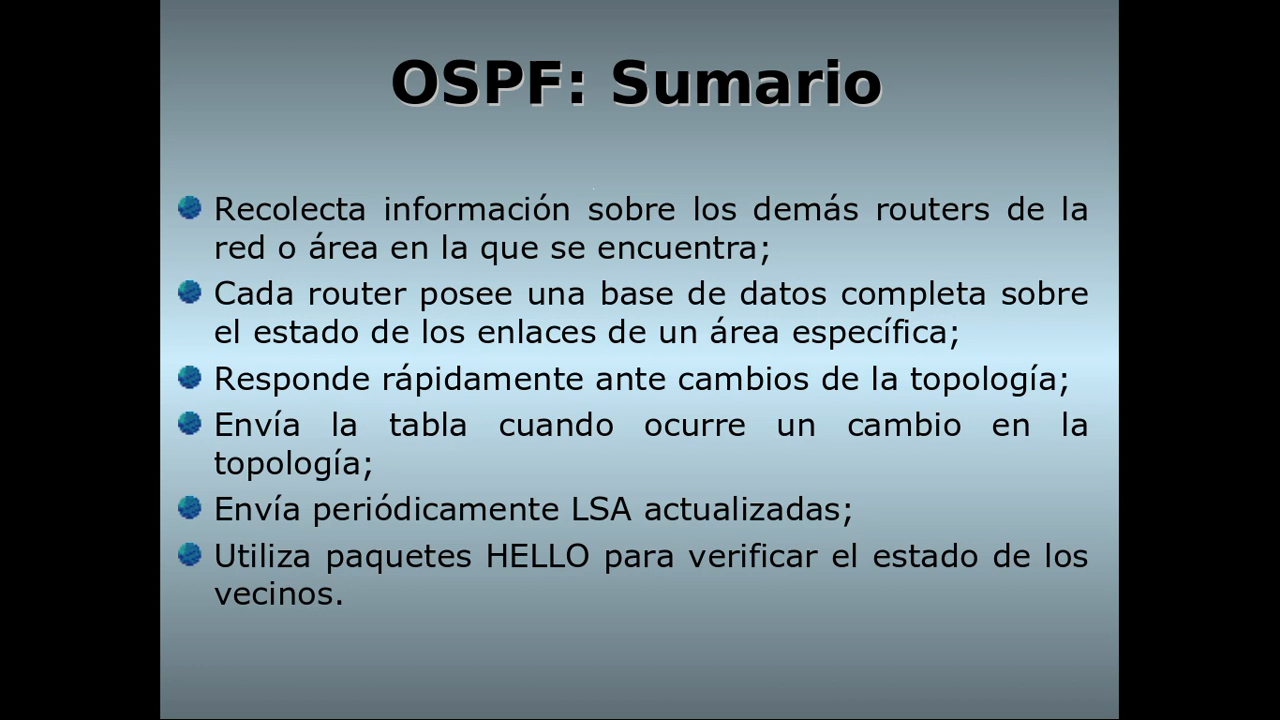 OSPF: Sumario
Recolecta información sobre los demás routers de la
red o área en la que se encuentra;
Cada router posee una base de datos completa sobre
el estado de los enlaces de un área específica;
Responde rápidamente ante cambios de la topología;
Envía la tabla cuando ocurre un cambio en la
topología;
Envía periódicamente LSA actualizadas;
Utiliza paquetes HELLO para verificar el estado de los
vecinos.